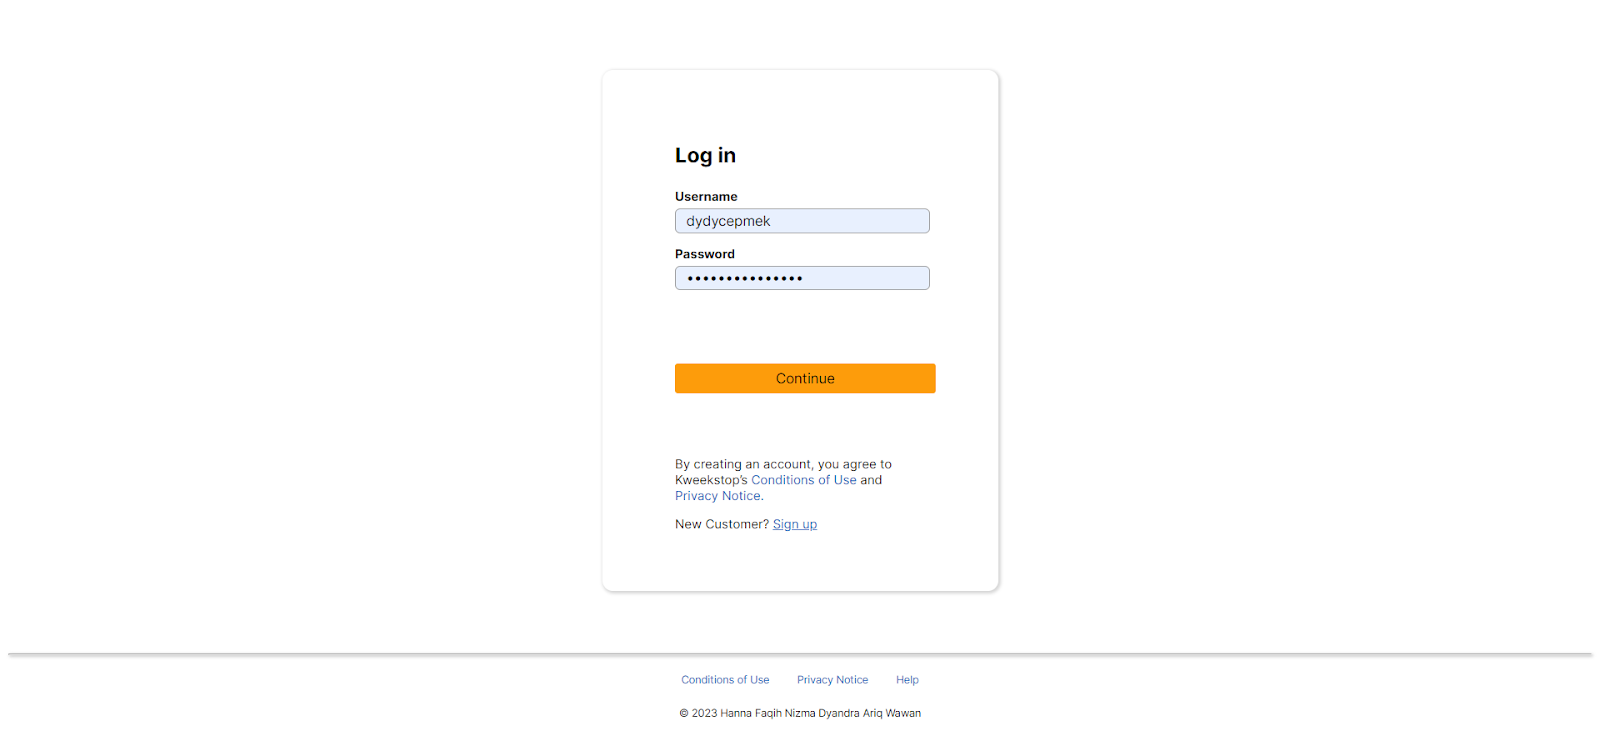 Log in
Username
dydycepmek
Password
•••••••••••••••
Continue
By creating an account, you agree to
Kweekstop's Conditions of Use and
Privacy Notice.
New Customer? Sign up
Conditions of Use Privacy Notice Help
© 2023 Hanna Faqih Nizma Dyandra Ariq Wawan